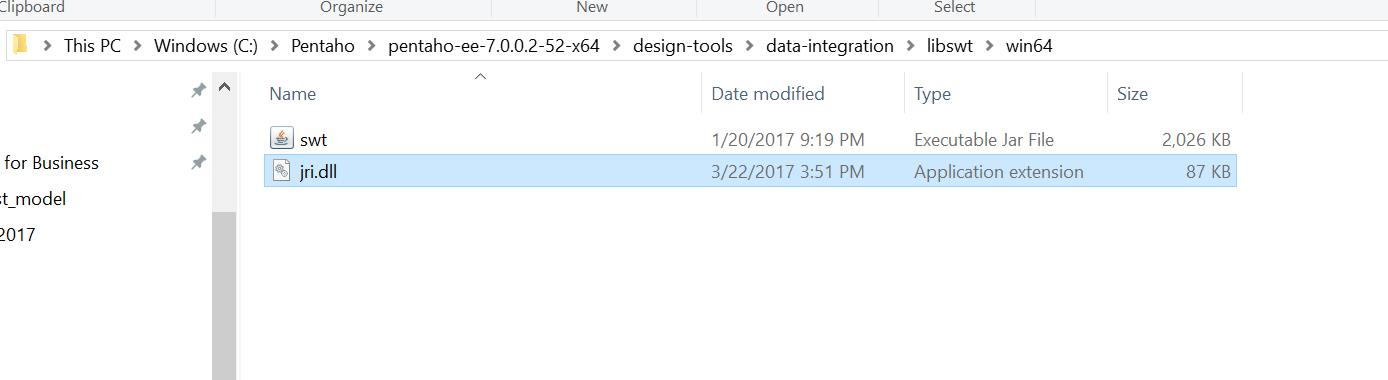 Clipboard Organize New Open Select
This PC > Windows (C:) > Pentaho > pentaho-ee-7.0.0.2-52-x64 > design-tools > data-integration > libswt > win64
Name Date modified Type Size
swt 1/20/2017 9:19 PM Executable Jar File 2,026 KB
for Business
jri.dll 3/22/2017 3:51 PM Application extension 87 KB
st_model
2017